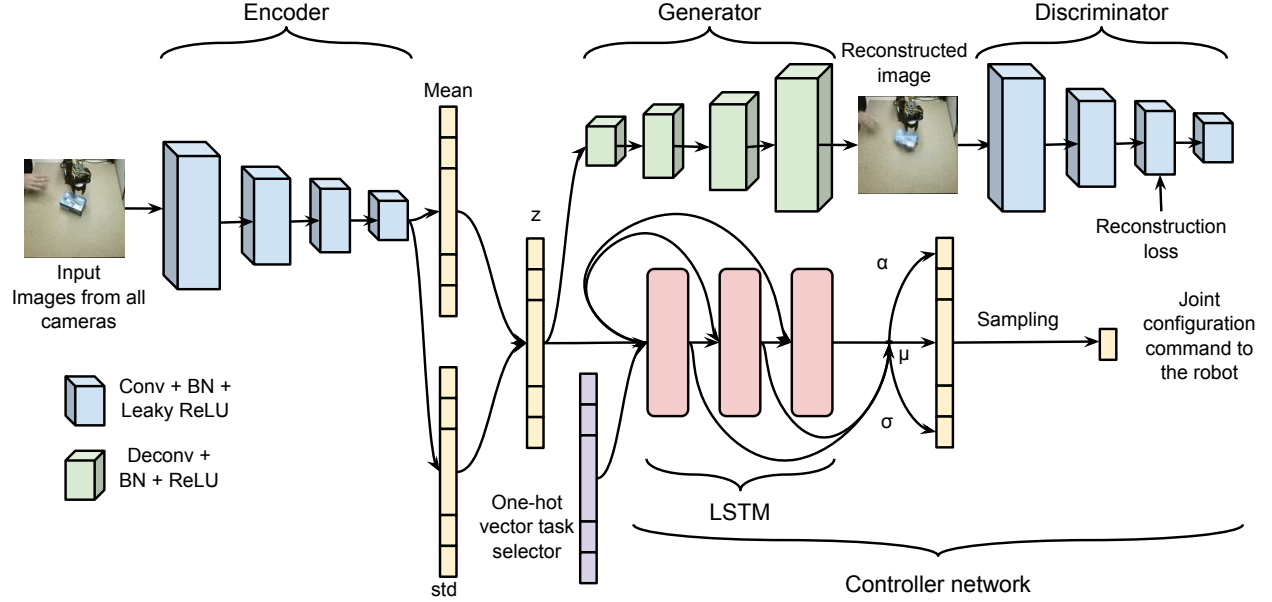 Encoder
Generator
Discriminator
Reconstructed
image
Mean
Input
Images from all
cameras
z
Reconstruction
loss
α
μ
σ
Sampling
Joint
configuration
command to
the robot
Conv + BN +
Leaky ReLU
Deconv +
BN + ReLU
One-hot
vector task
selector
LSTM
std
Controller network